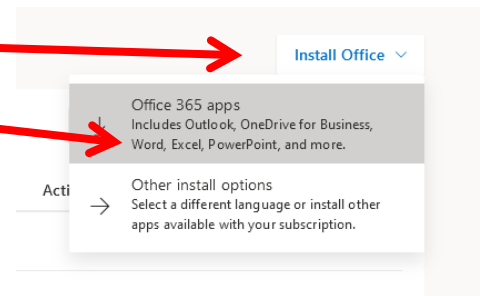 Install Office
Office 365 apps
Includes Outlook, OneDrive for Business,
Word, Excel, PowerPoint, and more.
Acti
Other install options
Select a different language or install other
apps available with your subscription.